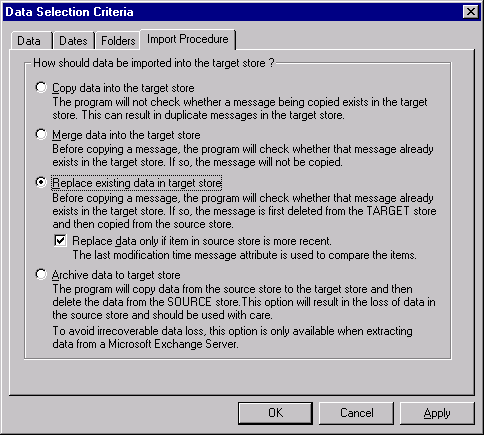 Data Selection Criteria
Data Dates Folders Import Procedure
How should data be imported into the target store ?
Copy data into the target store
The program will not check whether a message being copied exists in the target
store. This can result in duplicate messages in the target store.
Merge data into the target store
Before copying a message, the program will check whether that message already
exists in the target store. If so, the message will not be copied.
Replace existing data in target store
Before copying a message, the program will check whether that message already
exists in the target store. If so, the message is first deleted from the TARGET store
and then copied from the source store.
Replace data only if item in source store is more recent.
The last modification time message attribute is used to compare the items.
Archive data to target store
The program will copy data from the source store to the target store and then
delete the data from the SOURCE store.This option will result in the loss of data in
the source store and should be used with care.
To avoid irrecoverable data loss, this option is only available when extracting
data from a Microsoft Exchange Server.
OK Cancel Apply